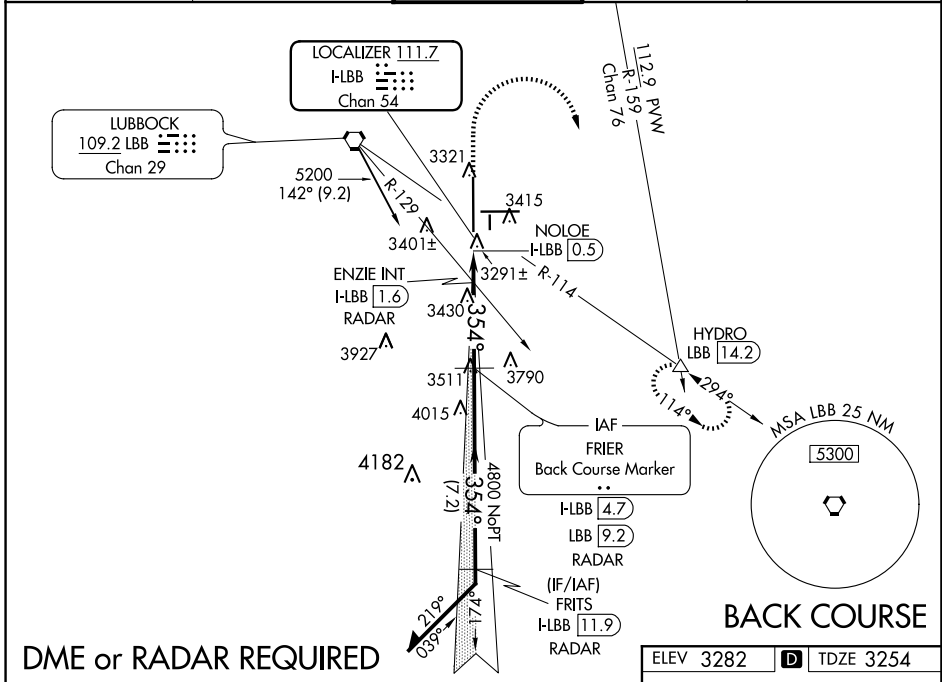 LOCALIZER 111.7
I-LBB
Chan 54
LUBBOCK
109.2 LBB
Chan 29
5200
142° (9.2)
R-129
3321
3415
3401±
NOLOE
I-LBB 0.5
3291±
R-114
112.9 PVW
R-159
Chan 76
ENZIE INT
I-LBB 1.6
RADAR
3430
354°
3927
3511
3790
4015
HYDRO
LBB 14.2
294°
114°
MSA LBB 25 NM
5300
IAF
FRIER
Back Course Marker
I-LBB 4.7
LBB 9.2
RADAR
4182
4800 NoPT
354°
(7.2)
(IF/IAF)
FRITS
I-LBB 11.9
RADAR
174°
219°
039°
BACK COURSE
DME or RADAR REQUIRED
ELEV 3282 D TDZE 3254